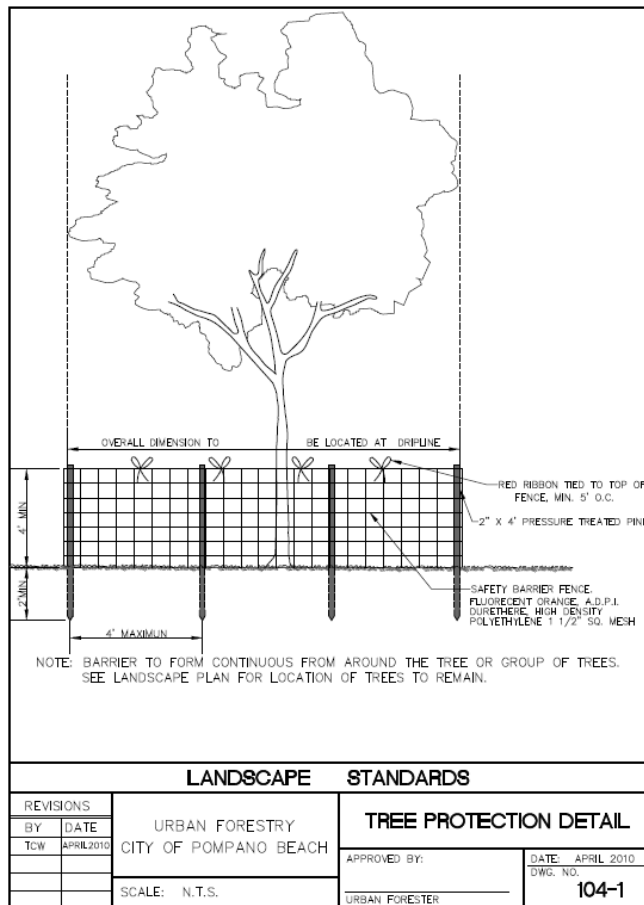 OVERALL DIMENSION TO BE LOCATED AT DRIPLINE
RED RIBBON TIED TO TOP OF
FENCE, MIN. 5' O.C.
2" X 4' PRESSURE TREATED PIN
4' MIN
2'MIN
SAFETY BARRIER FENCE.
FLUORECENT ORANGE, A.D.P.I.
DURETHERE, HIGH DENSITY
POLYETHYLENE 1 1/2" SQ. MESH
4' MAXIMUN
NOTE: BARRIER TO FORM CONTINUOUS FROM AROUND THE TREE OR GROUP OF TREES.
SEE LANDSCAPE PLAN FOR LOCATION OF TREES TO REMAIN.
LANDSCAPE STANDARDS
REVISIONS
BY DATE
TCW APRIL2010
URBAN FORESTRY
CITY OF POMPANO BEACH
SCALE: N.T.S.
TREE PROTECTION DETAIL
APPROVED BY:
URBAN FORESTER
DATE: APRIL 2010
DWG. NO.
104-1